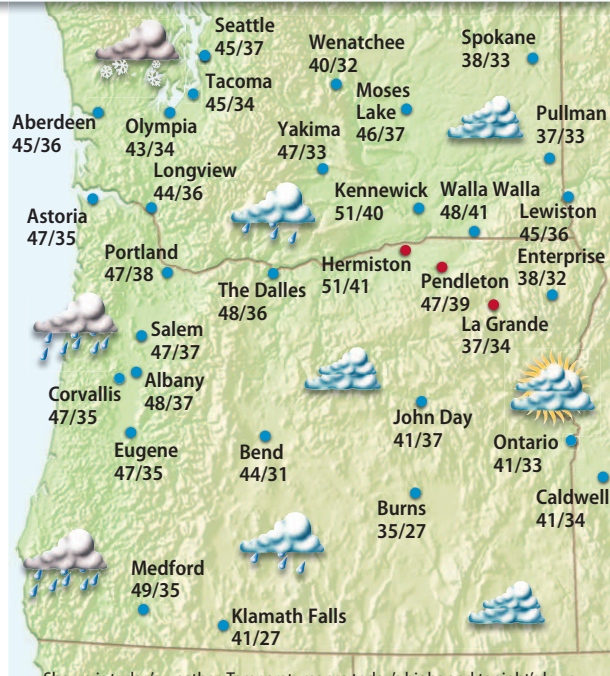 Seattle
45/37
Wenatchee
40/32
Spokane
38/33
Tacoma
45/34
Moses
Lake
46/37
Pullman
37/33
Aberdeen
45/36
Olympia
43/34
Yakima
47/33
Longview
44/36
Kennewick
51/40
Walla Walla
48/41
Lewiston
45/36
Astoria
47/35
Portland
47/38
The Dalles
48/36
Hermiston
51/41
Pendleton
47/39
Enterprise
38/32
La Grande
37/34
Salem
47/37
Corvallis
47/35
Albany
48/37
John Day
41/37
Ontario
41/33
Eugene
47/35
Bend
44/31
Caldwell
41/34
Burns
35/27
Medford
49/35
Klamath Falls
41/27